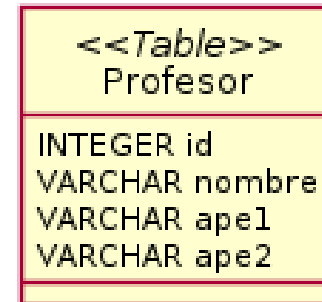 <<Table>>
Profesor
INTEGER id
VARCHAR nombre
VARCHAR ape1
VARCHAR ape2